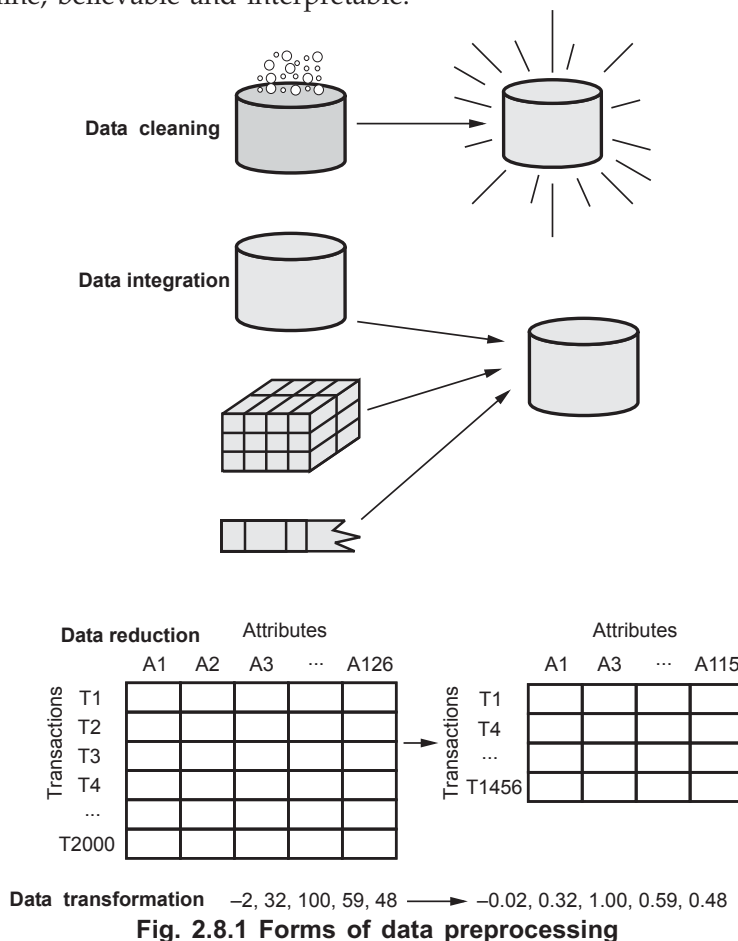 believable and interpretable.
Data cleaning
Data integration
Data reduction Attributes
A1 A2 A3 ... A126
Transactions
T1
T2
T3
T4
...
T2000
Attributes
A1 A3 ... A115
Transactions
T1
T4
...
T1456
Data transformation –2, 32, 100, 59, 48 –0.02, 0.32, 1.00, 0.59, 0.48
Fig. 2.8.1 Forms of data preprocessing